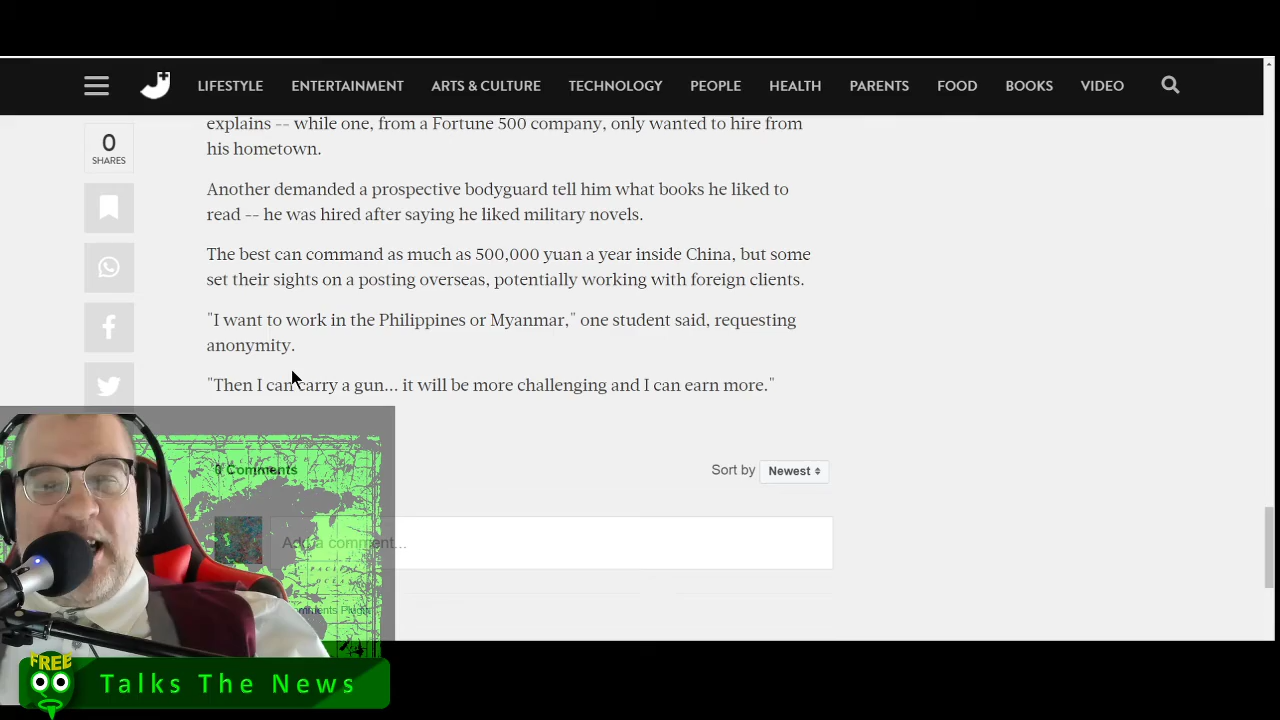 LIFESTYLE ENTERTAINMENT ARTS & CULTURE TECHNOLOGY PEOPLE HEALTH PARENTS FOOD BOOKS VIDEO
0
SHARES
explains -- while one, from a Fortune 500 company, only wanted to hire from
his hometown.
Another demanded a prospective bodyguard tell him what books he liked to
read -- he was hired after saying he liked military novels.
The best can command as much as 500,000 yuan a year inside China, but some
set their sights on a posting overseas, potentially working with foreign clients.
"I want to work in the Philippines or Myanmar," one student said, requesting
anonymity.
"Then I can carry a gun... it will be more challenging and I can earn more."
0 Comments
Sort by Newest
Add a comment...
PACIFIC
Plugin
FREE
Talks The News